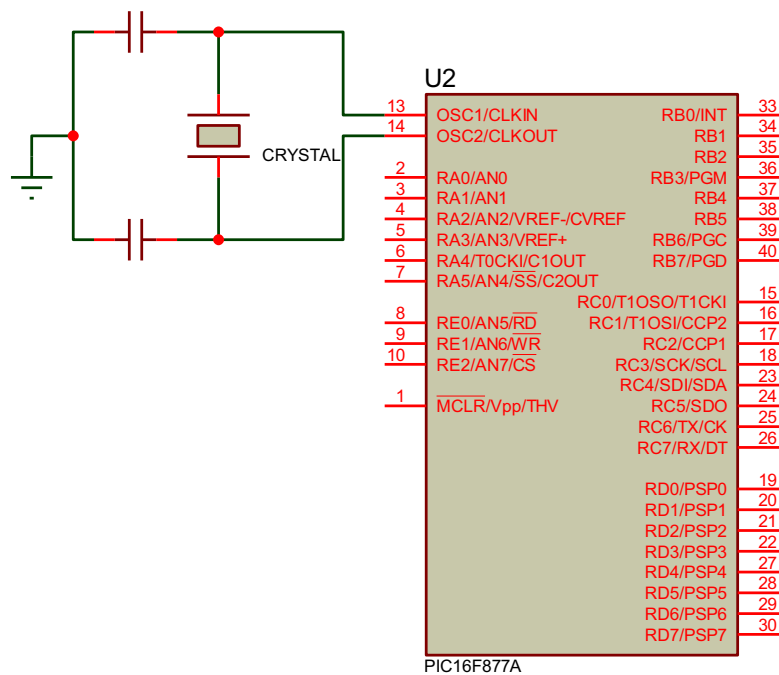 U2
CRYSTAL
13 OSC1/CLKIN RB0/INT 33
14 OSC2/CLKOUT RB1 34
RB2 35
2 RA0/AN0 RB3/PGM 36
3 RA1/AN1 RB4 37
4 RA2/AN2/VREF-/CVREF RB5 38
5 RA3/AN3/VREF+ RB6/PGC 39
6 RA4/T0CKI/C1OUT RB7/PGD 40
7 RA5/AN4/SS/C2OUT
RC0/T1OSO/T1CKI 15
8 RE0/AN5/RD RC1/T1OSI/CCP2 16
9 RE1/AN6/WR RC2/CCP1 17
10 RE2/AN7/CS RC3/SCK/SCL 18
RC4/SDI/SDA 23
1 MCLR/Vpp/THV RC5/SDO 24
RC6/TX/CK 25
RC7/RX/DT 26
RD0/PSP0 19
RD1/PSP1 20
RD2/PSP2 21
RD3/PSP3 22
RD4/PSP4 27
RD5/PSP5 28
RD6/PSP6 29
RD7/PSP7 30
PIC16F877A